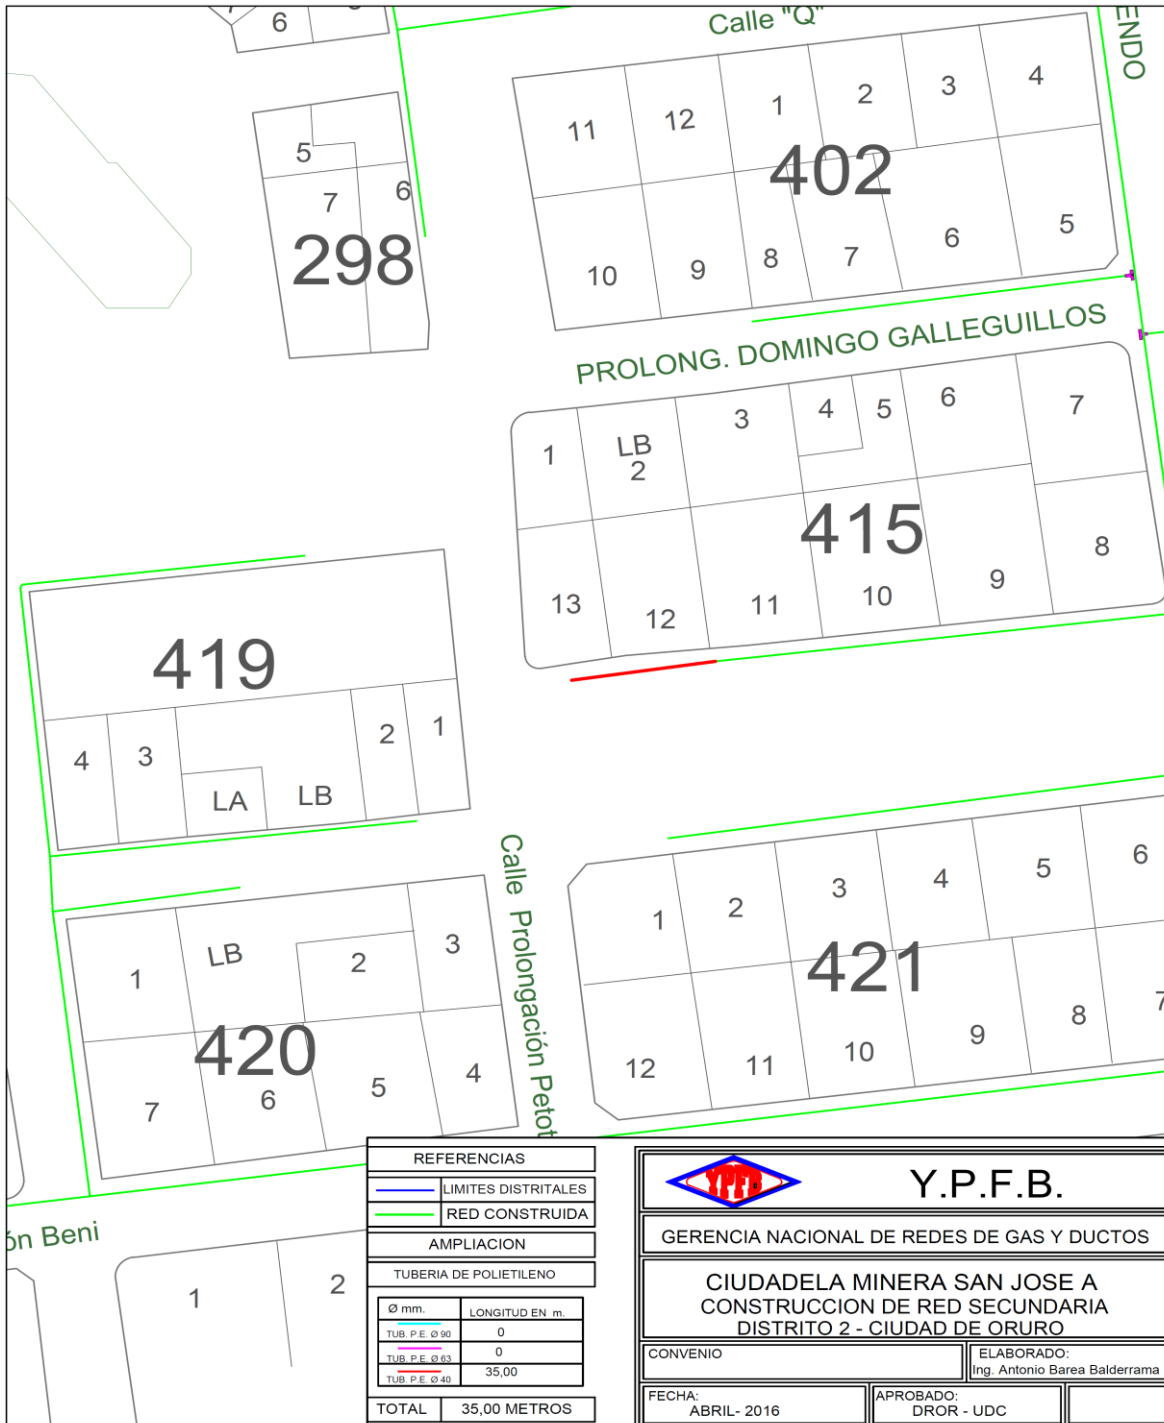 6
Calle "Q"
ENDO
11
12
1
2
3
4
402
10
9
8
7
6
5
5
7
6
298
PROLONG. DOMINGO GALLEGUILLOS
1
LB
2
3
4
5
6
7
415
13
12
11
10
9
8
419
4
3
LA
LB
2
1
Calle Prolongación Petot
1
LB
2
3
420
7
6
5
4
1
2
3
4
5
6
421
12
11
10
9
8
7
ón Beni
1
2
REFERENCIAS
LIMITES DISTRITALES
RED CONSTRUIDA
AMPLIACION
TUBERIA DE POLIETILENO
Ø mm. LONGITUD EN m.
TUB. P.E. Ø 90 0
TUB. P.E. Ø 63 0
TUB. P.E. Ø 40 35,00
TOTAL 35,00 METROS
YPFB
Y.P.F.B.
GERENCIA NACIONAL DE REDES DE GAS Y DUCTOS
CIUDADELA MINERA SAN JOSE A
CONSTRUCCION DE RED SECUNDARIA
DISTRITO 2 - CIUDAD DE ORURO
CONVENIO
ELABORADO:
Ing. Antonio Barea Balderrama
FECHA:
ABRIL- 2016
APROBADO:
DROR - UDC